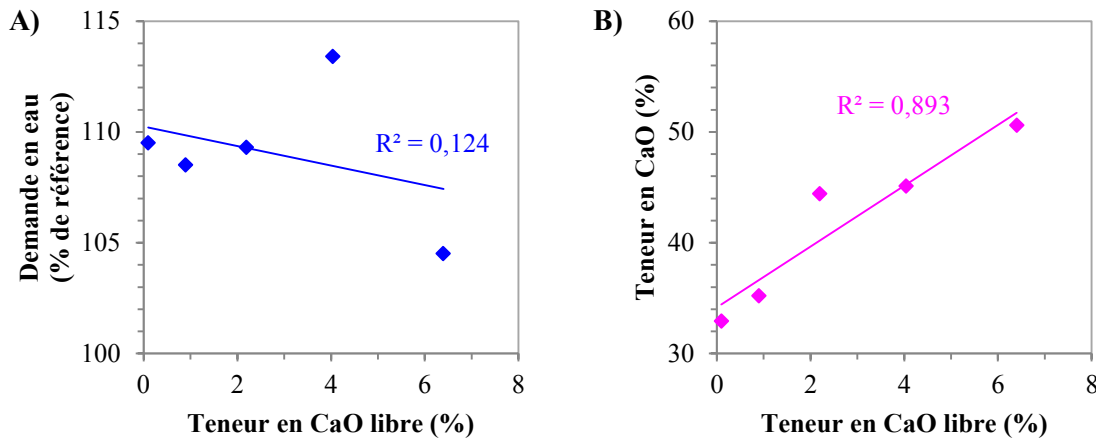 A)
115
110
105
100
Demande en eau
(% de référence)
R² = 0,124
0
2
4
6
8
Teneur en CaO libre (%)
B)
60
50
40
30
Teneur en CaO (%)
R² = 0,893
0
2
4
6
8
Teneur en CaO libre (%)